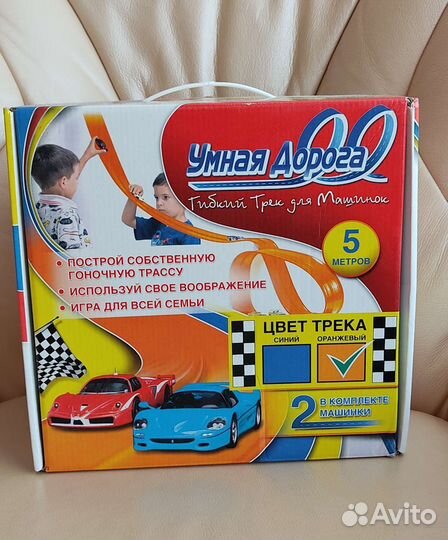 Умная Дорога
Гибкий Трек для Машинок
5
МЕТРОВ
• ПОСТРОЙ СОБСТВЕННУЮ
ГОНОЧНУЮ ТРАССУ
• ИСПОЛЬЗУЙ СВОЕ ВООБРАЖЕНИЕ
• ИГРА ДЛЯ ВСЕЙ СЕМЬИ
ЦВЕТ ТРЕКА
СИНИЙ ОРАНЖЕВЫЙ
2 В КОМПЛЕКТЕ
МАШИНКИ
Avito